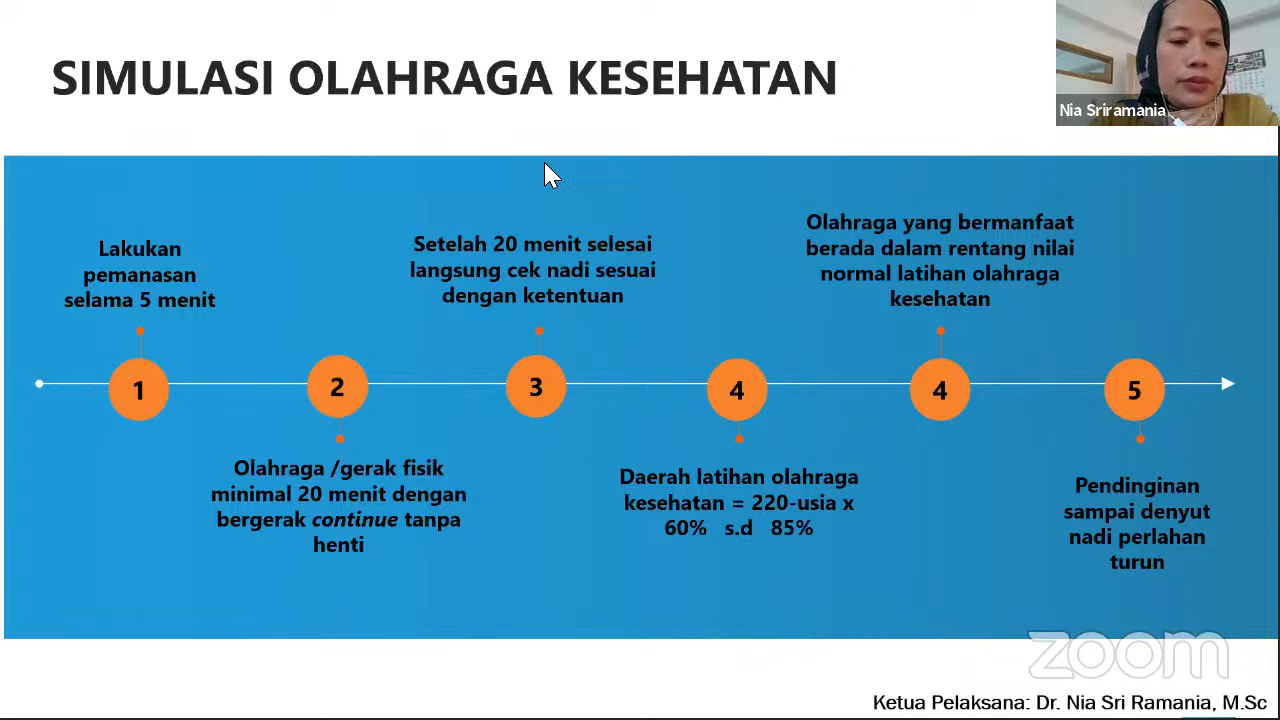 SIMULASI OLAHRAGA KESEHATAN
Nia Sriramania
Lakukan
pemanasan
selama 5 menit
1
2
Olahraga /gerak fisik
minimal 20 menit dengan
bergerak continue tanpa
henti
Setelah 20 menit selesai
langsung cek nadi sesuai
dengan ketentuan
3
4
Daerah latihan olahraga
kesehatan = 220-usia x
60% s.d 85%
Olahraga yang bermanfaat
berada dalam rentang nilai
normal latihan olahraga
kesehatan
4
5
Pendinginan
sampai denyut
nadi perlahan
turun
zoom
Ketua Pelaksana: Dr. Nia Sri Ramania, M.Sc